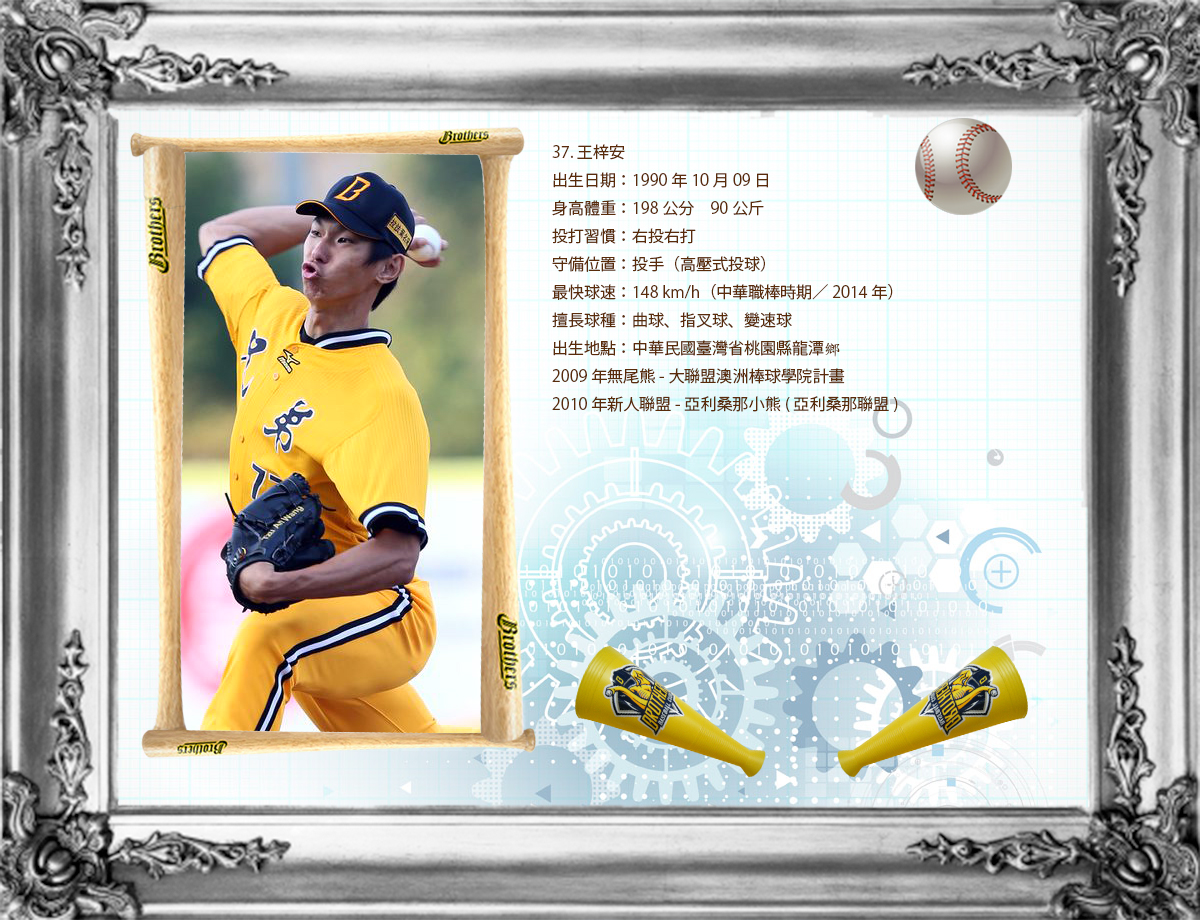 Brothers
37. 王梓安
出生日期：1990 年 10 月 09 日
身高體重：198 公分　90 公斤
投打習慣：右投右打
守備位置：投手（高壓式投球）
最快球速：148 km/h（中華職棒時期／ 2014 年）
擅長球種：曲球、指叉球、變速球
出生地點：中華民國臺灣省桃園縣龍潭鄉
2009 年無尾熊 - 大聯盟澳洲棒球學院計畫
2010 年新人聯盟 - 亞利桑那小熊 ( 亞利桑那聯盟 )
Brothers
B
兄弟
Tzu An Wang
Brothers
Brothers